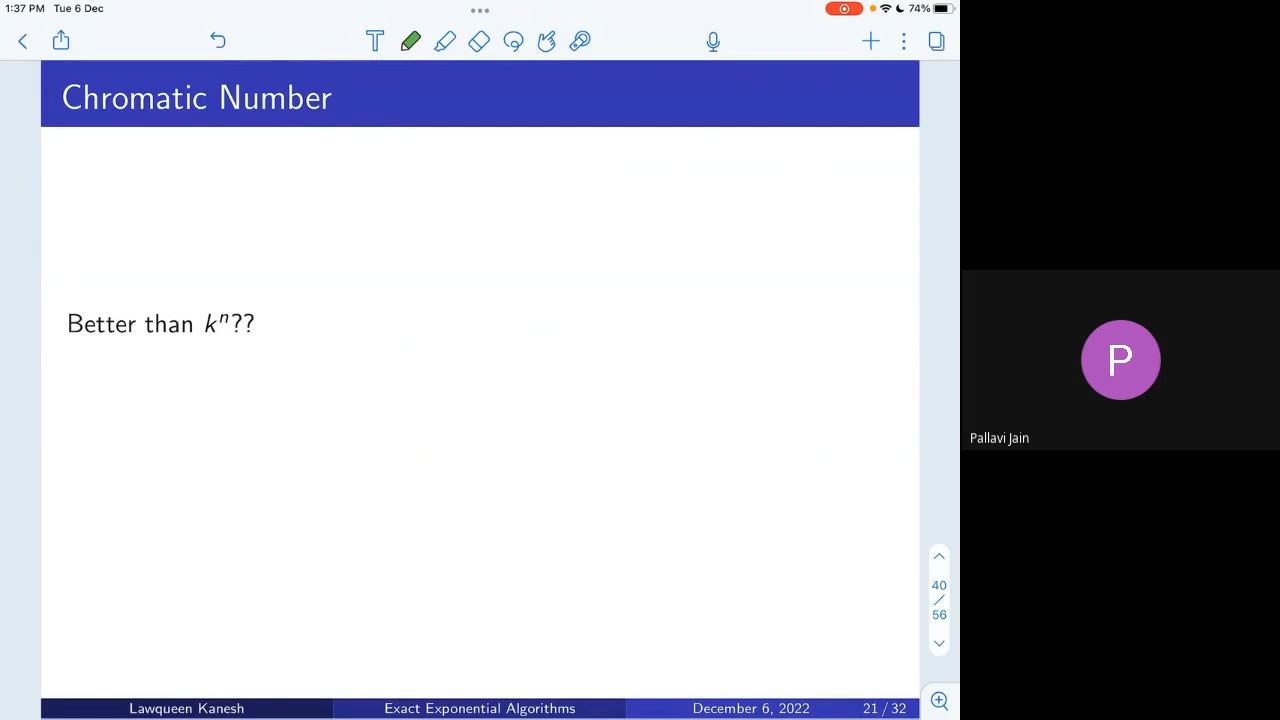 1:37 PM Tue 6 Dec
74%
Chromatic Number
Better than kⁿ??
P
Pallavi Jain
40
/
56
Lawqueen Kanesh Exact Exponential Algorithms December 6, 2022 21 / 32